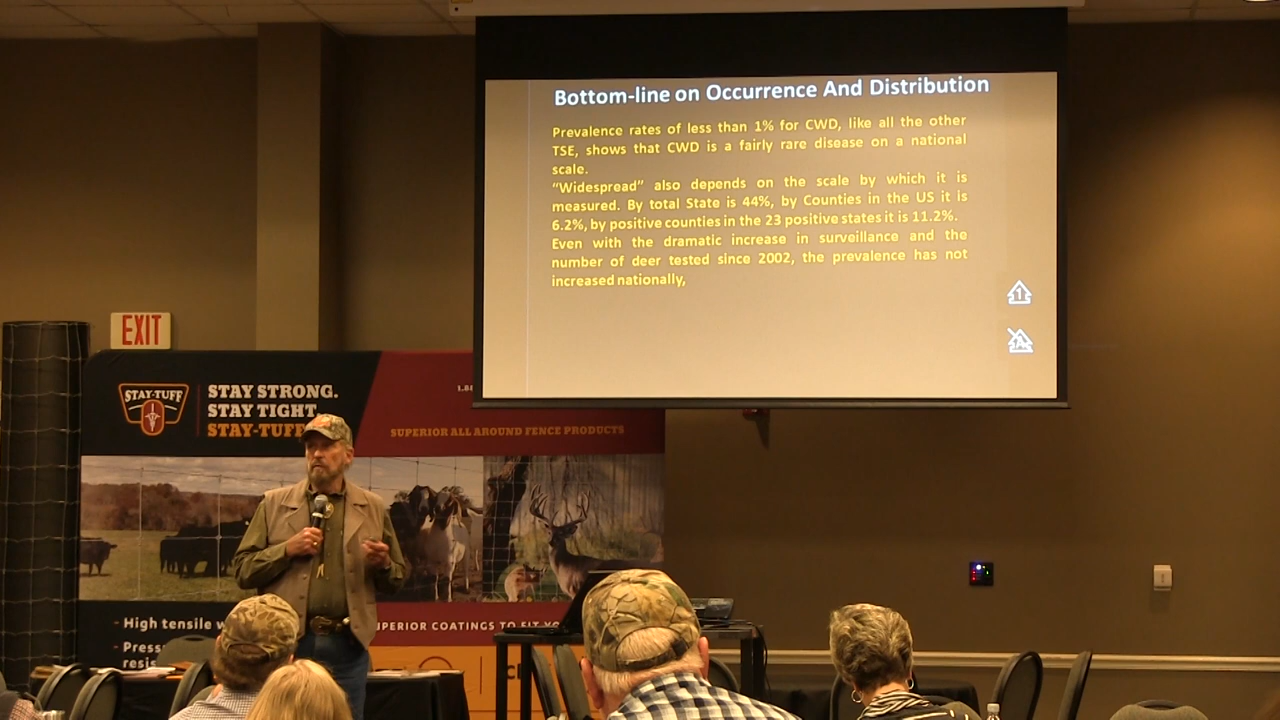 Bottom-line on Occurrence And Distribution
Prevalence rates of less than 1% for CWD, like all the other
TSE, shows that CWD is a fairly rare disease on a national
scale.
“Widespread” also depends on the scale by which it is
measured. By total State is 44%, by Counties in the US it is
6.2%, by positive counties in the 23 positive states it is 11.2%.
Even with the dramatic increase in surveillance and the
number of deer tested since 2002, the prevalence has not
increased nationally,
1
EXIT
STAY-TUFF
STAY STRONG.
STAY TIGHT.
STAY-TUFF
SUPERIOR ALL AROUND FENCE PRODUCTS
- High tensile
- Press
resis